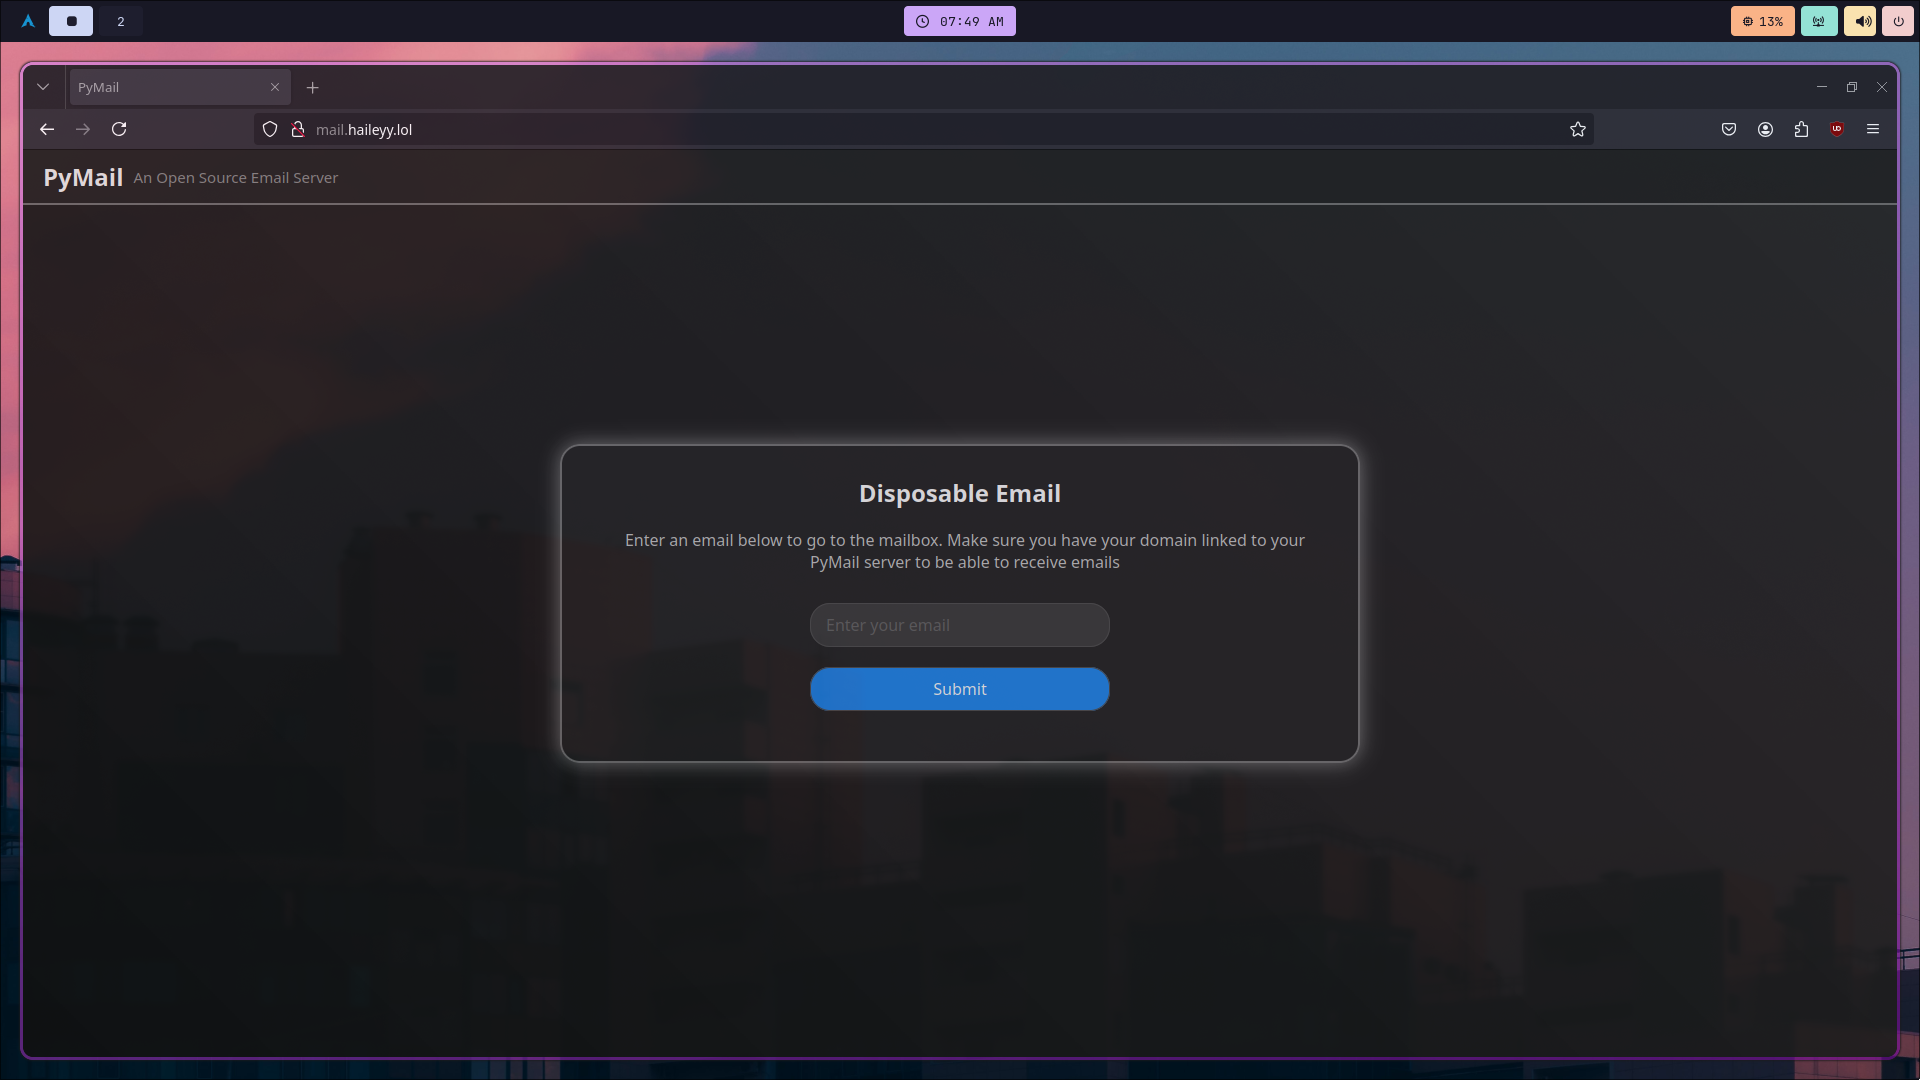 2
07:49 AM
13%
PyMail
mail.haileyy.lol
PyMail An Open Source Email Server
Disposable Email
Enter an email below to go to the mailbox. Make sure you have your domain linked to your
PyMail server to be able to receive emails
Enter your email
Submit